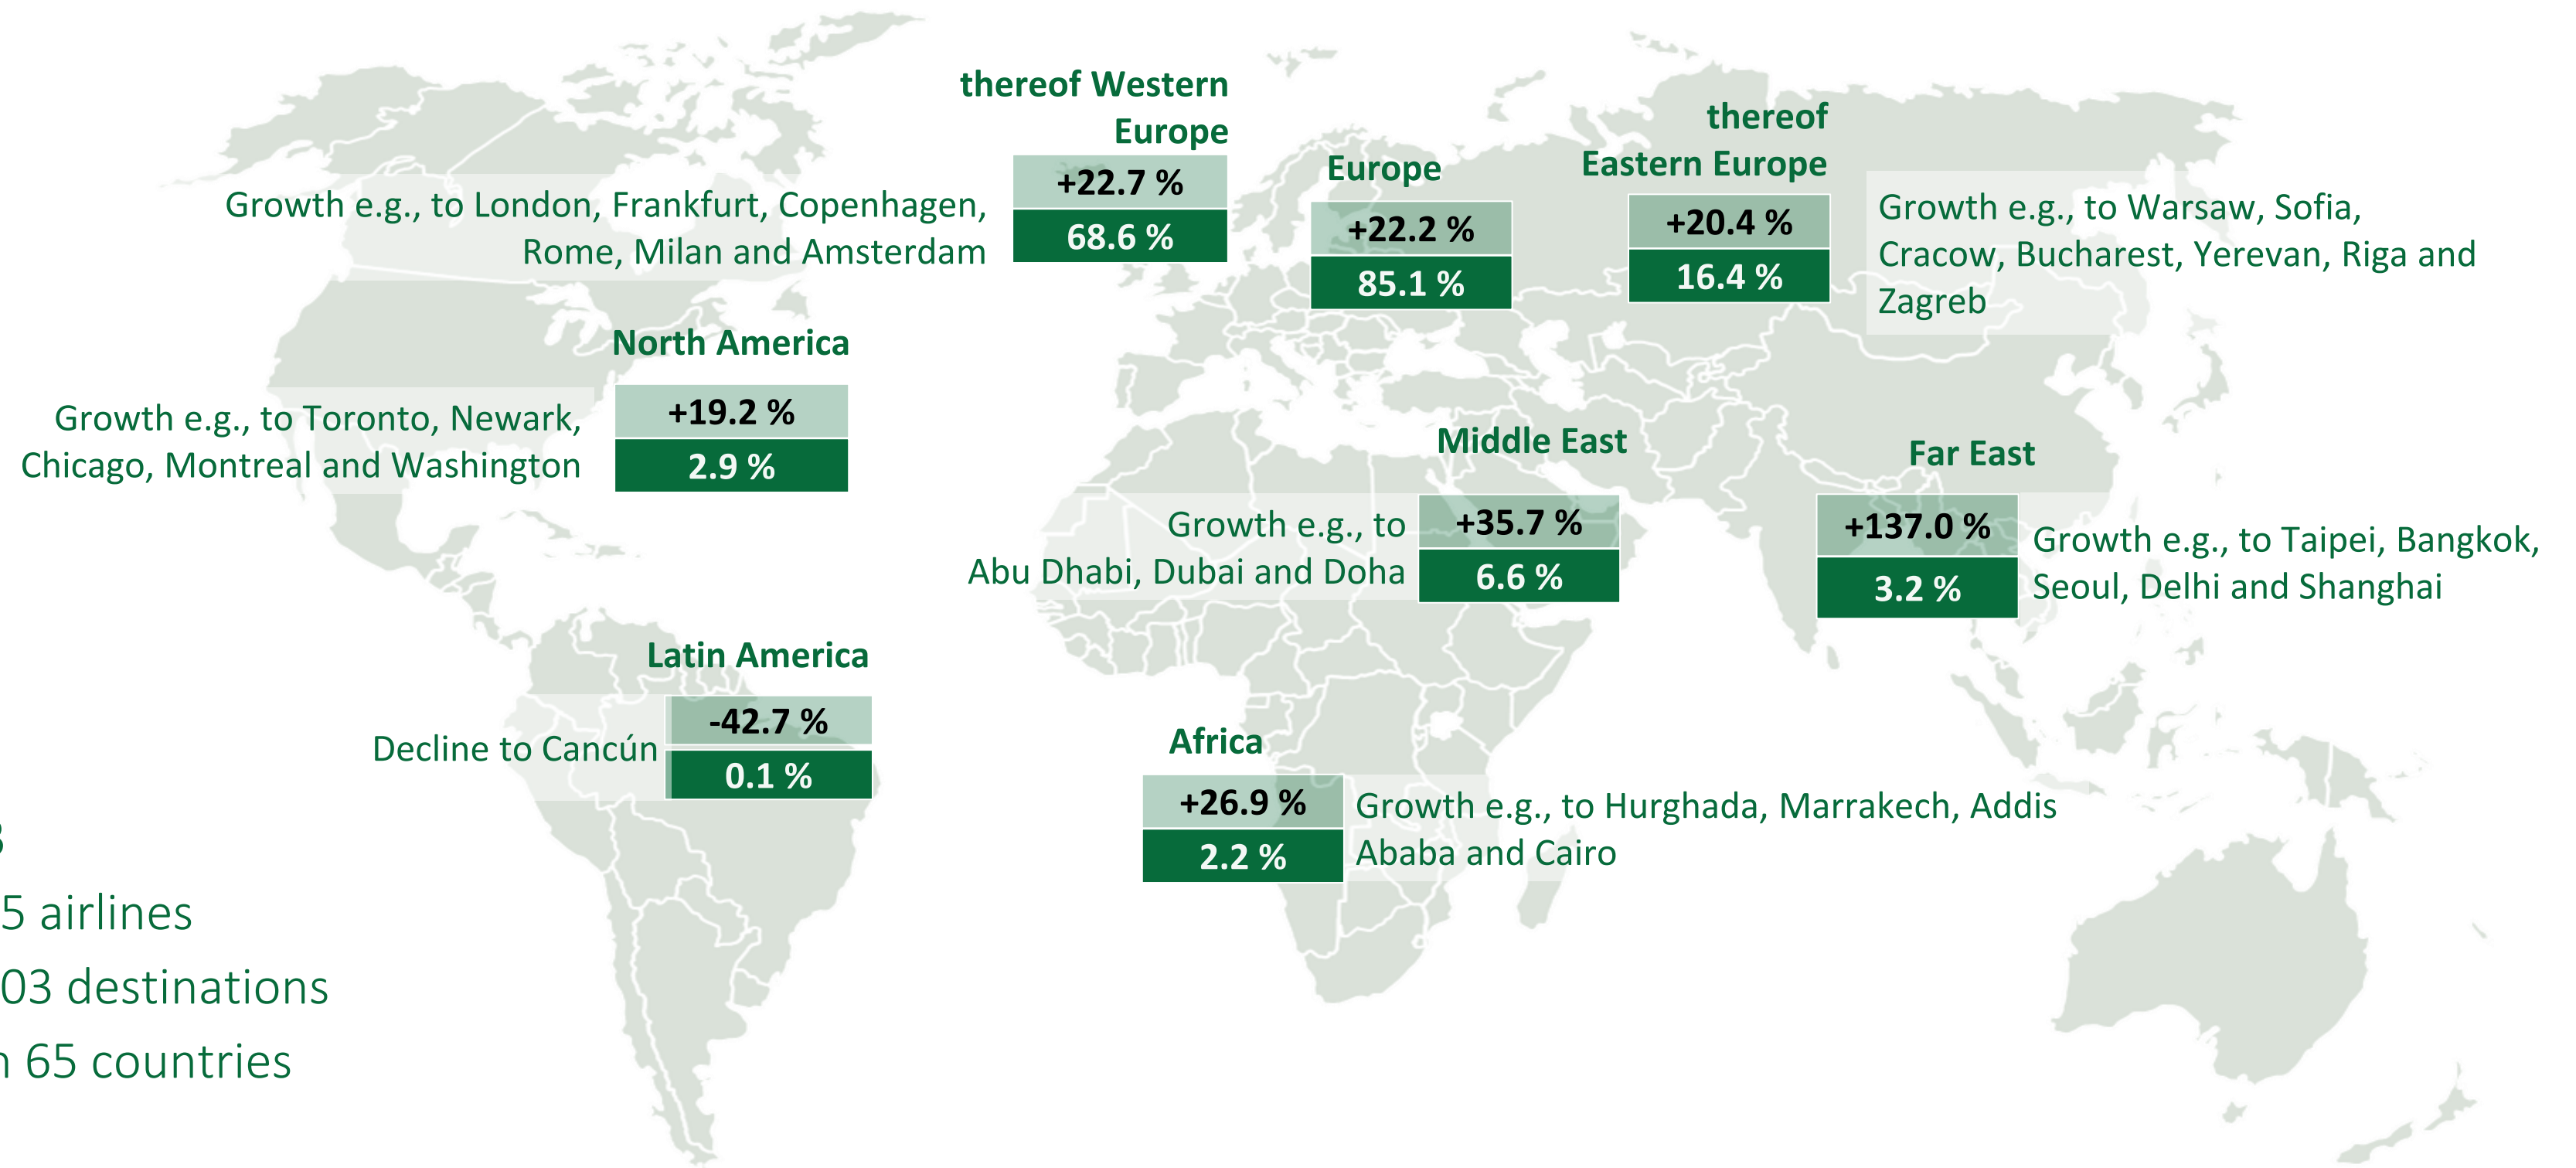 thereof Western
Europe
+22.7 %
68.6 %
Growth e.g., to London, Frankfurt, Copenhagen,
Rome, Milan and Amsterdam
Europe
+22.2 %
85.1 %
thereof
Eastern Europe
+20.4 %
16.4 %
Growth e.g., to Warsaw, Sofia,
Cracow, Bucharest, Yerevan, Riga and
Zagreb
North America
+19.2 %
2.9 %
Growth e.g., to Toronto, Newark,
Chicago, Montreal and Washington
Middle East
+35.7 %
6.6 %
Growth e.g., to
Abu Dhabi, Dubai and Doha
Far East
+137.0 %
3.2 %
Growth e.g., to Taipei, Bangkok,
Seoul, Delhi and Shanghai
Latin America
-42.7 %
0.1 %
Decline to Cancún
Africa
+26.9 %
2.2 %
Growth e.g., to Hurghada, Marrakech, Addis
Ababa and Cairo
5 airlines
03 destinations
65 countries